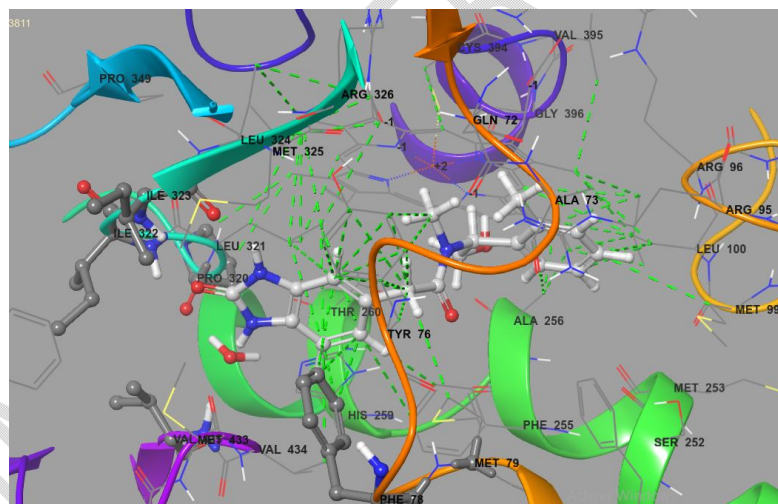 3811
CYS 394
VAL 395
PRO 349
ARG 326
-1
-1
GLN 72
GLY 396
-1
LEU 324
MET 325
+2
-1
ARG 96
ILE 323
ALA 73
ARG 95
ILE 322
LEU 321
LEU 100
PRO 320
THR 260
MET 99
TYR 76
ALA 256
MET 253
HIS 259
PHE 255
SER 252
MET 433
VAL 434
MET 79
PHE 78